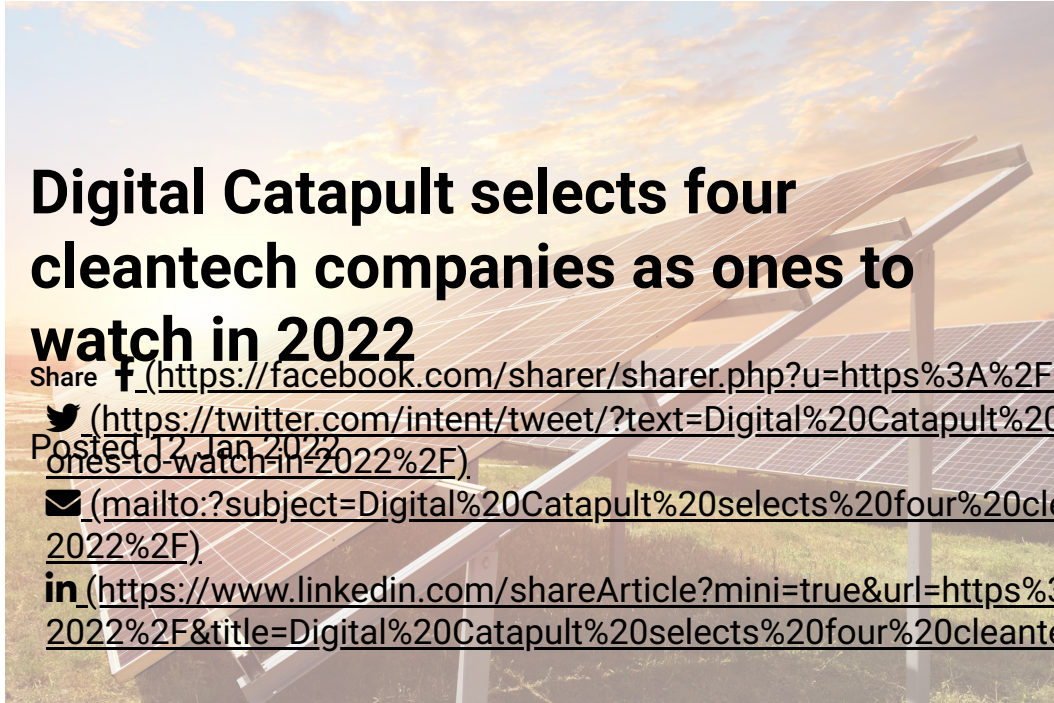 Digital Catapult selects four
cleantech companies as ones to
watch in 2022
Share (https://facebook.com/sharer/sharer.php?u=https%3A%2F
(https://twitter.com/intent/tweet/?text=Digital%20Catapult%20
Posted 12 Jan 2022
ones-to-watch-in-2022%2F)
(mailto:?subject=Digital%20Catapult%20selects%20four%20cle
2022%2F)
in (https://www.linkedin.com/shareArticle?mini=true&url=https%3
2022%2F&title=Digital%20Catapult%20selects%20four%20cleante